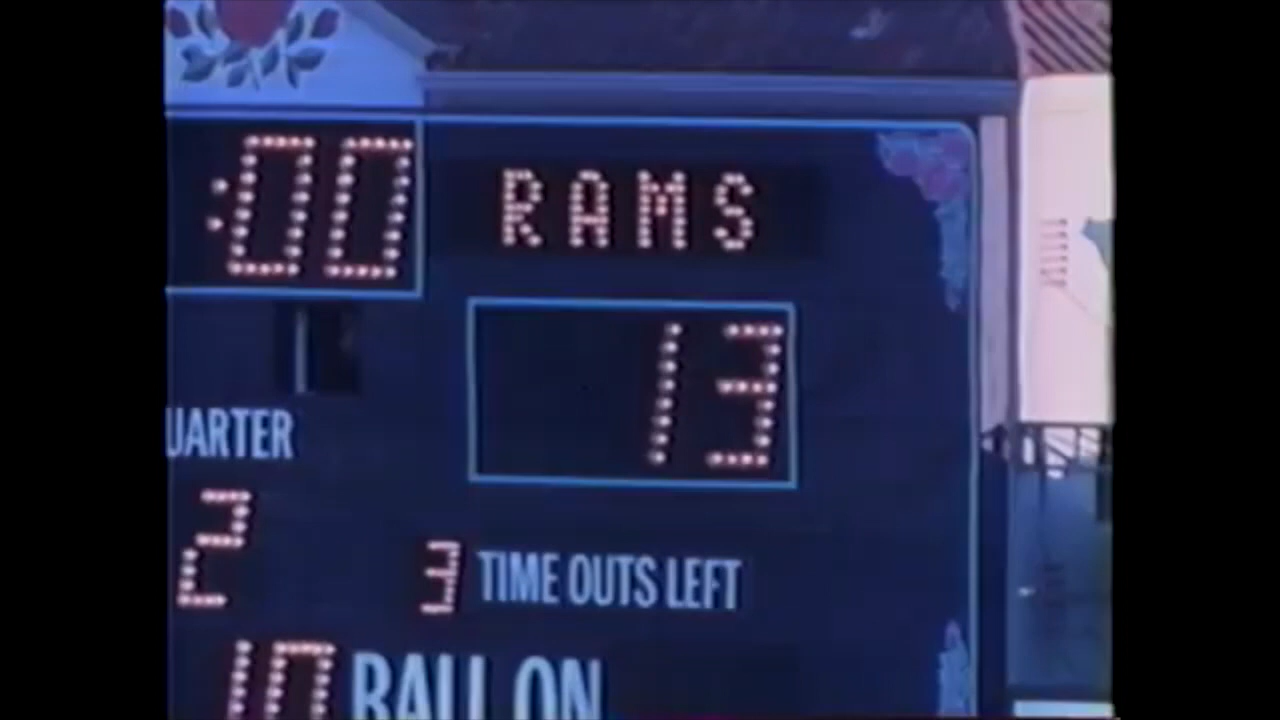 :00 RAMS
13
UARTER
2
3 TIME OUTS LEFT
10 BALL ON